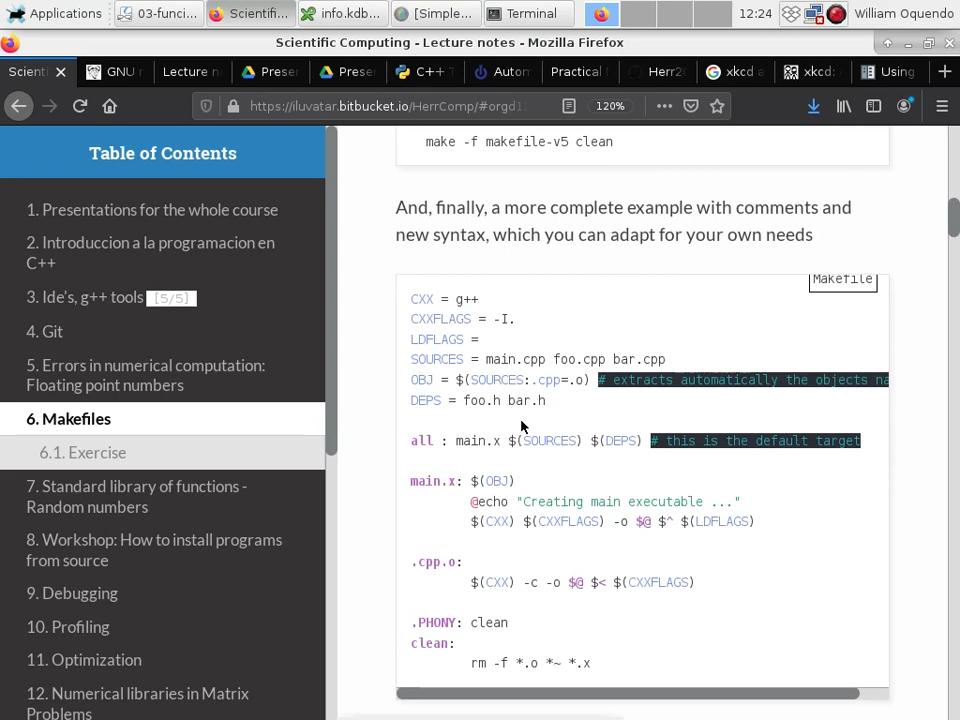 Applications
03-funci...
Scientifi...
info.kdb...
[Simple...
Terminal
12:24
William Oquendo
Scientific Computing - Lecture notes - Mozilla Firefox
Scienti
GNU
Lecture n
Prese
Prese
C++ T
Autom
Practical
Herr2
xkcd a
xkcd:
Using
https://iluvatar.bitbucket.io/HerrComp/#orgd1
120%
Table of Contents
1. Presentations for the whole course
2. Introduccion a la programacion en
C++
3. Ide's, g++ tools [5/5]
4. Git
5. Errors in numerical computation:
Floating point numbers
6. Makefiles
6.1. Exercise
7. Standard library of functions -
Random numbers
8. Workshop: How to install programs
from source
9. Debugging
10. Profiling
11. Optimization
12. Numerical libraries in Matrix
Problems
make -f makefile-v5 clean
And, finally, a more complete example with comments and
new syntax, which you can adapt for your own needs
Makefile
CXX = g++
CXXFLAGS = -I.
LDFLAGS =
SOURCES = main.cpp foo.cpp bar.cpp
OBJ = $(SOURCES:.cpp=.o) # extracts automatically the objects na
DEPS = foo.h bar.h
all : main.x $(SOURCES) $(DEPS) # this is the default target
main.x: $(OBJ)
@echo "Creating main executable ..."
$(CXX) $(CXXFLAGS) -o $@ $^ $(LDFLAGS)
.cpp.o:
$(CXX) -c -o $@ $< $(CXXFLAGS)
.PHONY: clean
clean:
rm -f *.o *~ *.x